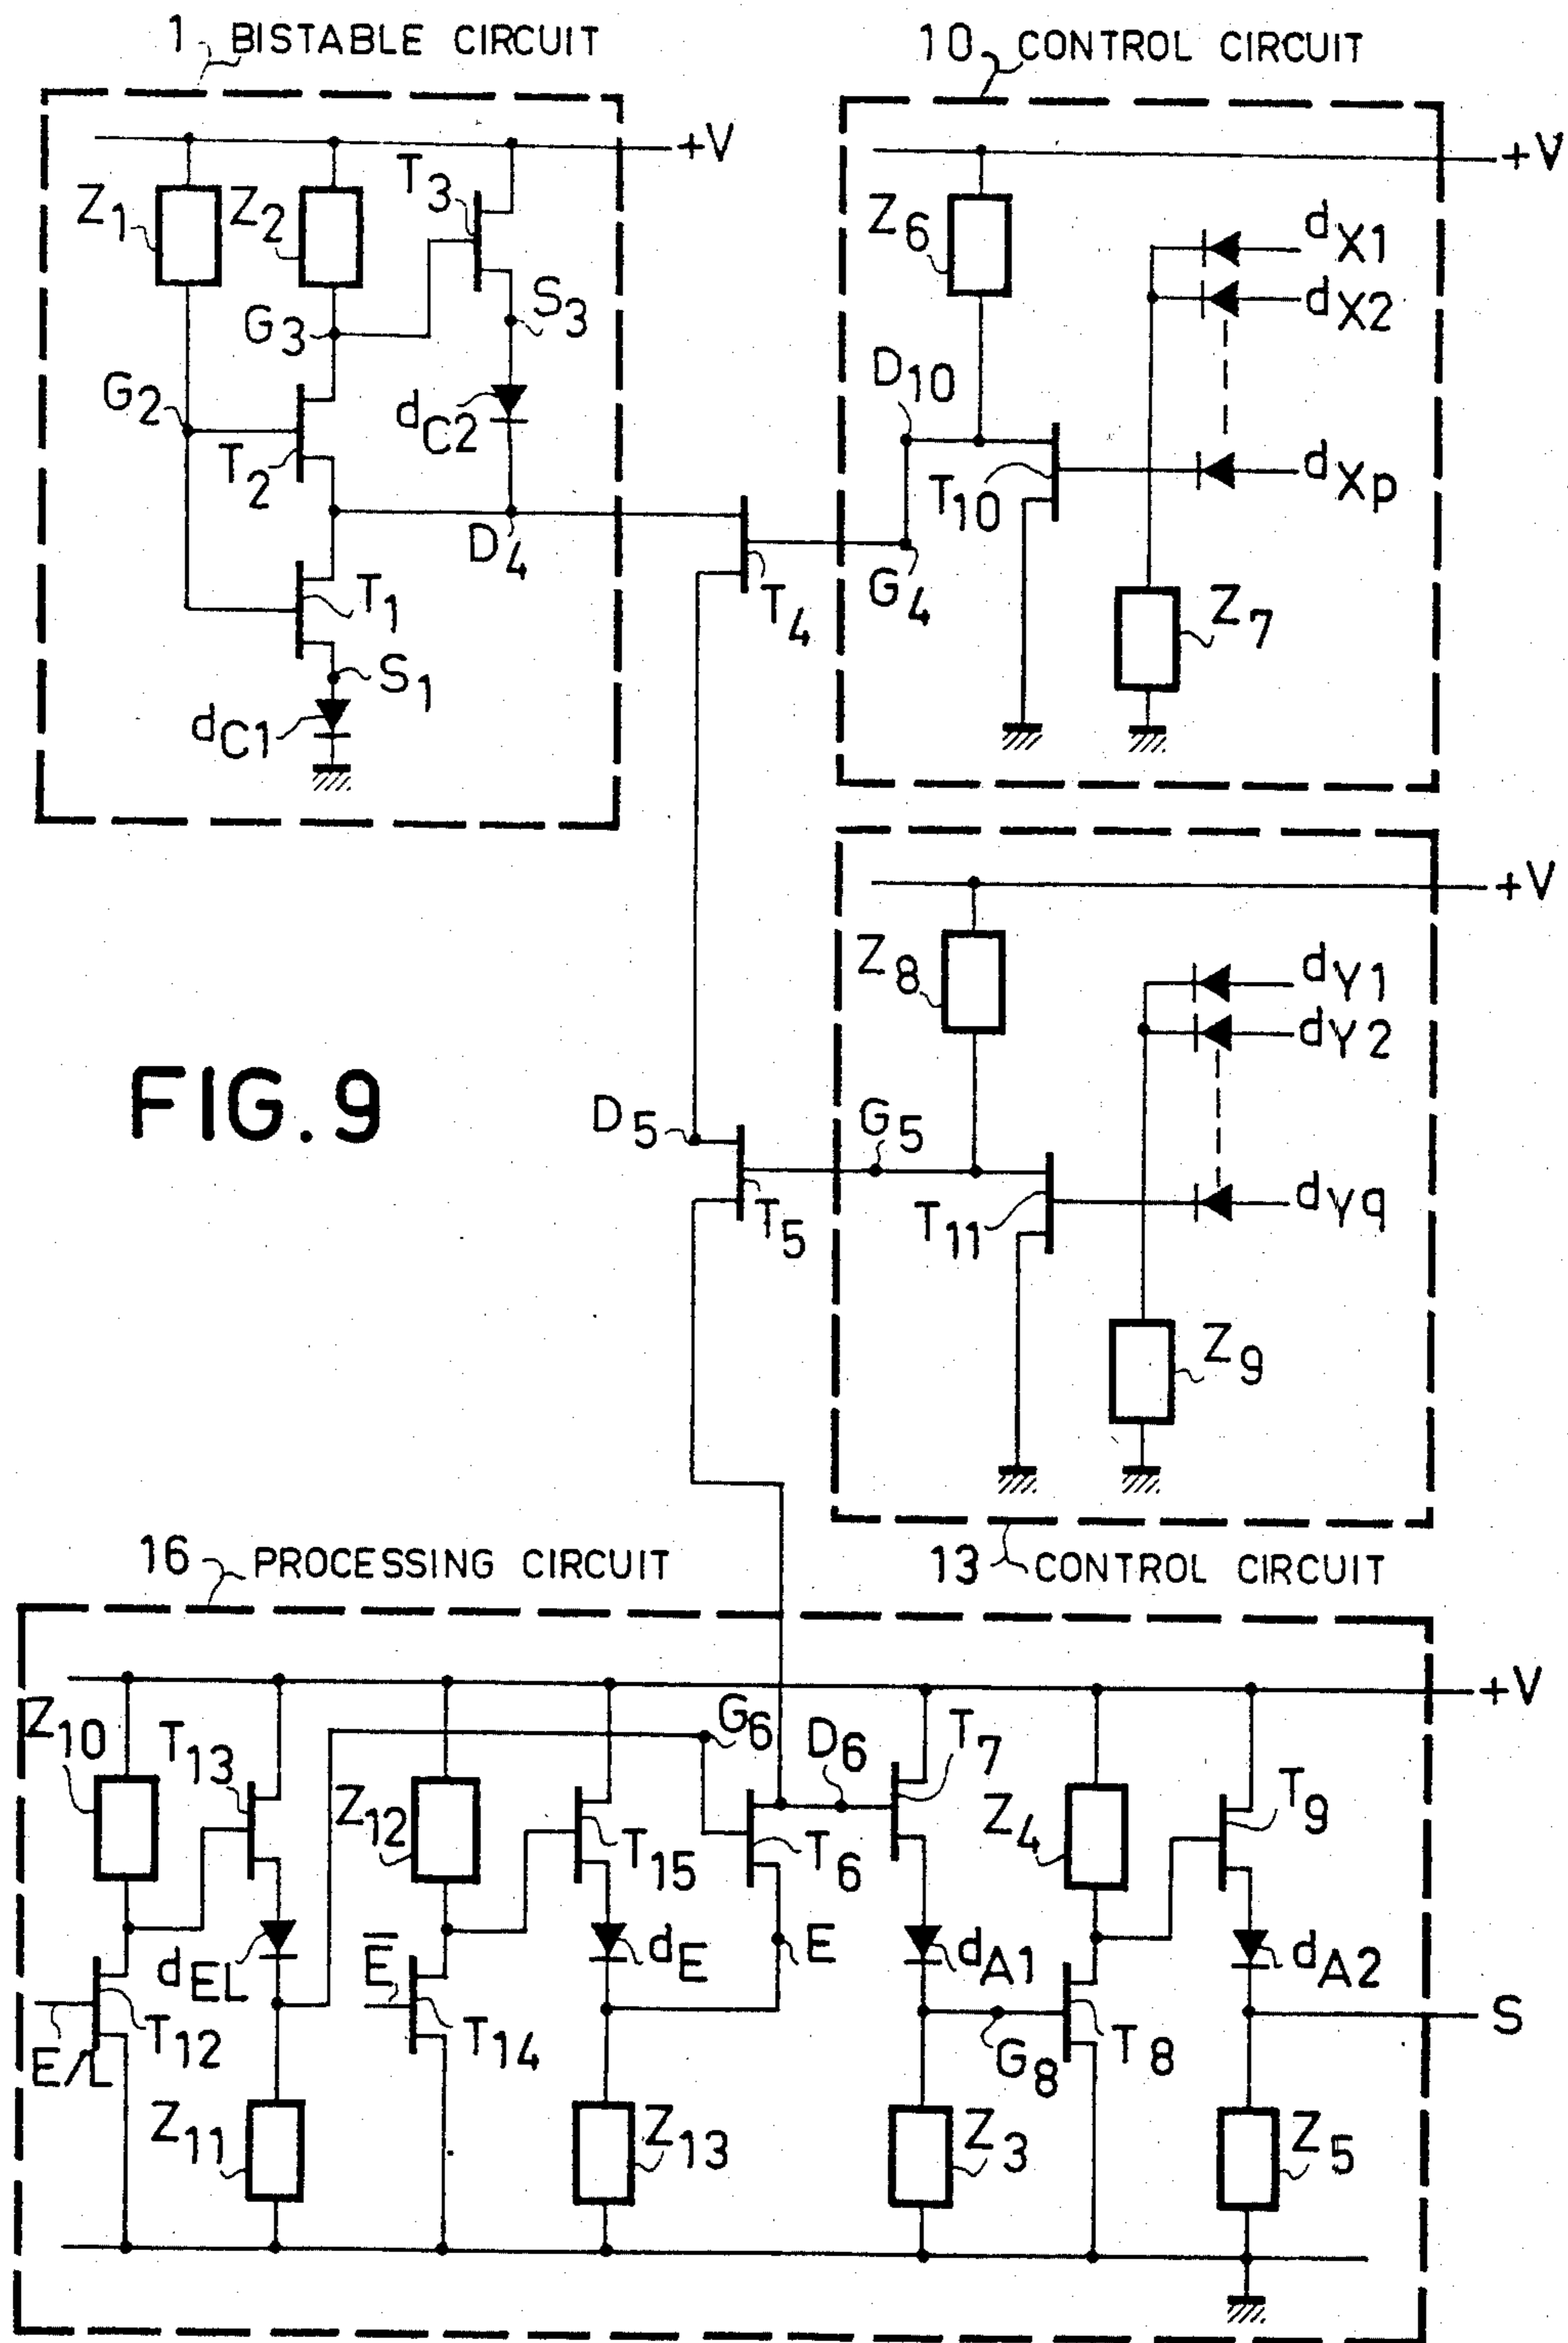 1 BISTABLE CIRCUIT
10 CONTROL CIRCUIT
+V
+V
Z1
Z2
T3
Z6
dX1
dX2
G3
S3
D10
G2
dC2
T2
T10
dXp
D4
T1
T4
G4
Z7
S1
dC1
+V
Z8
dY1
dY2
FIG. 9
D5
G5
T5
T11
dYq
Z9
16 PROCESSING CIRCUIT
13 CONTROL CIRCUIT
+V
Z10
T13
G6
D6
T7
Z12
Z4
T9
T15
T6
dEL
E̅
dE
E
dA1
dA2
E/L
T12
T14
G8
T8
S
Z11
Z13
Z3
Z5